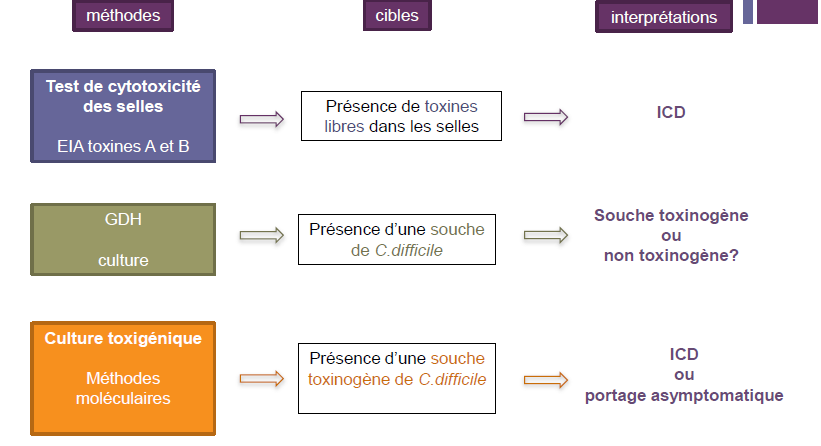 méthodes
cibles
interprétations
Test de cytotoxicité
des selles
EIA toxines A et B
Présence de toxines
libres dans les selles
ICD
GDH
culture
Présence d’une souche
de C.difficile
Souche toxinogène
ou
non toxinogène?
Culture toxigénique
Méthodes
moléculaires
Présence d’une souche
toxinogène de C.difficile
ICD
ou
portage asymptomatique